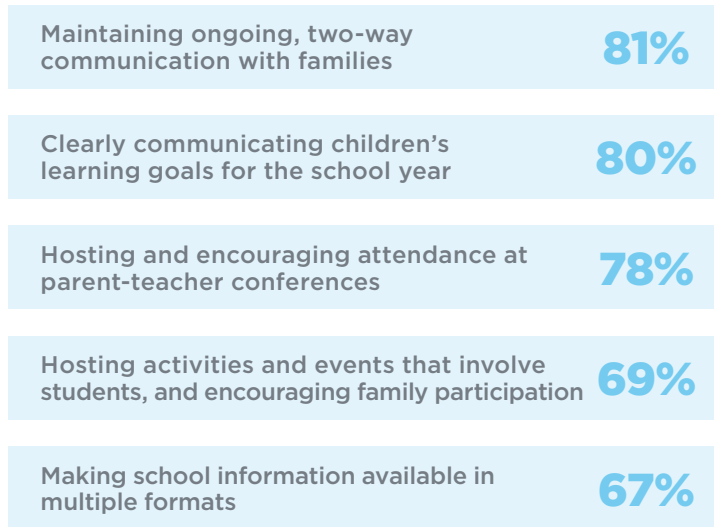 Maintaining ongoing, two-way
communication with families
81%
Clearly communicating children’s
learning goals for the school year
80%
Hosting and encouraging attendance at
parent-teacher conferences
78%
Hosting activities and events that involve
students, and encouraging family participation
69%
Making school information available in
multiple formats
67%